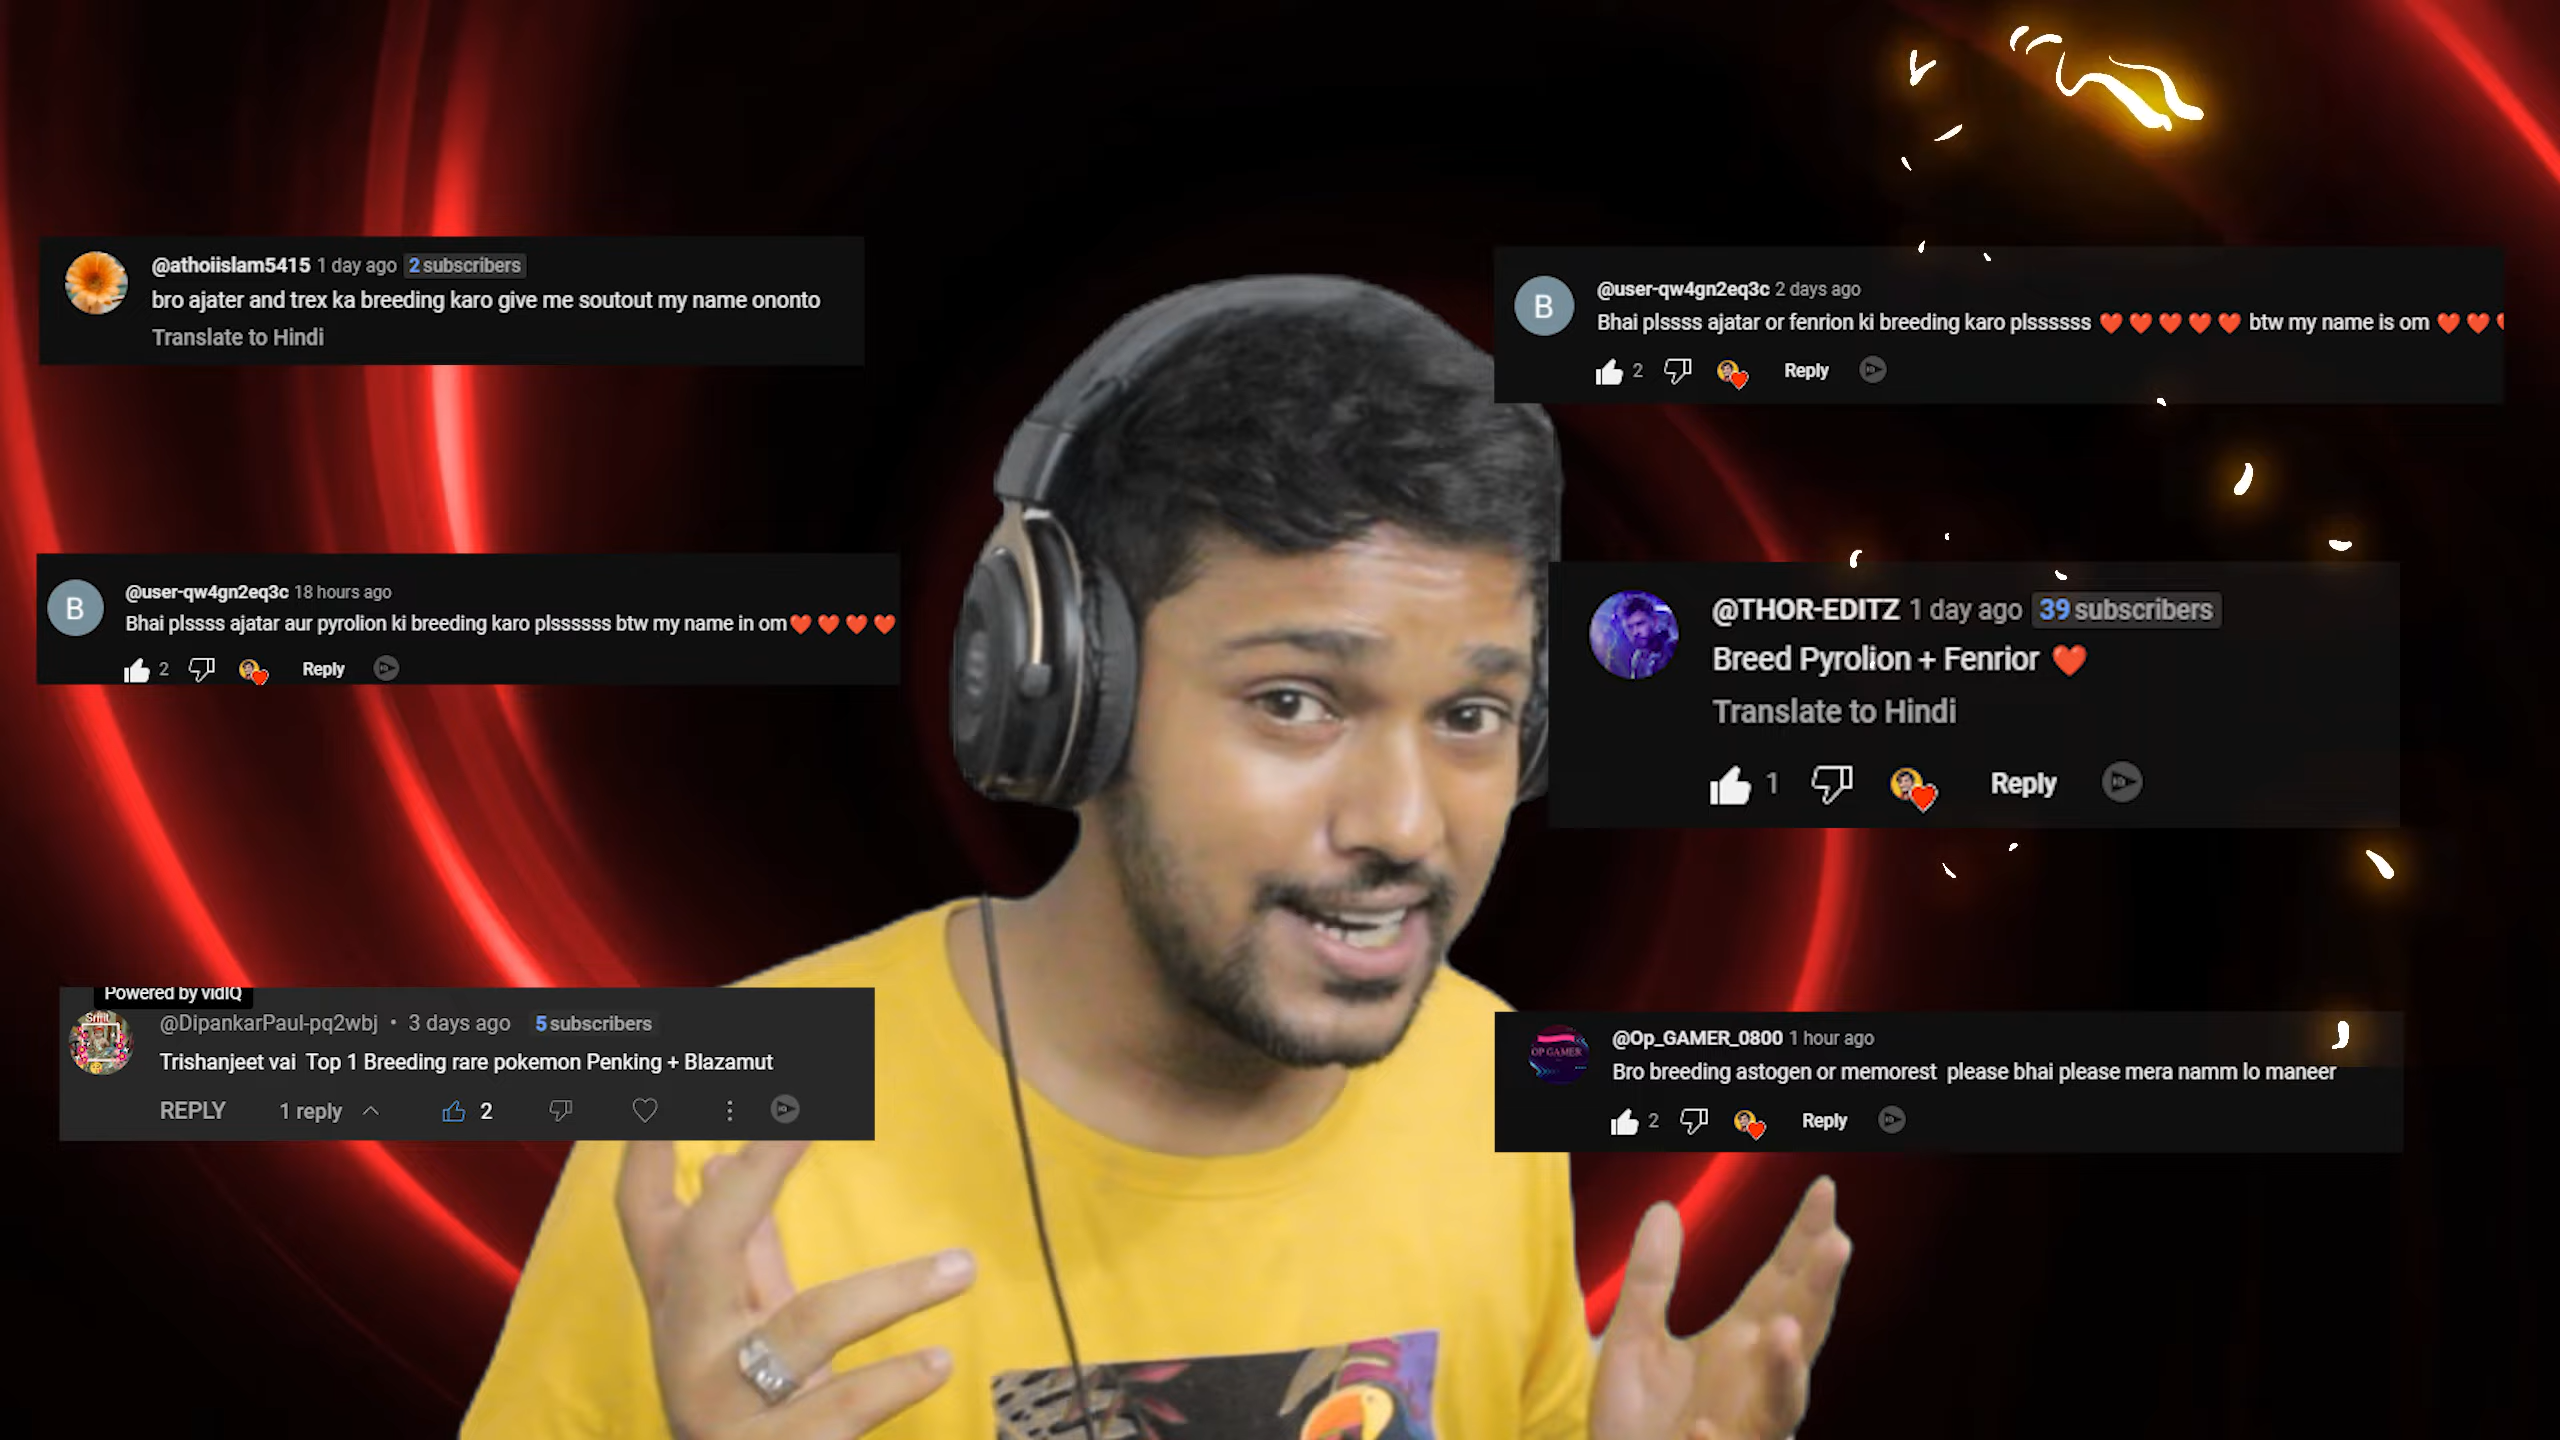 @athoiislam5415 1 day ago 2 subscribers
bro ajater and trex ka breeding karo give me soutout my name ononto
Translate to Hindi
B
@user-qw4gn2eq3c 18 hours ago
Bhai plssss ajatar aur pyrolion ki breeding karo plssssss btw my name in om❤️❤️❤️❤️
2 Reply
Powered by vidIQ
@DipankarPaul-pq2wbj • 3 days ago 5 subscribers
Trishanjeet vai Top 1 Breeding rare pokemon Penking + Blazamut
REPLY 1 reply 2
B
@user-qw4gn2eq3c 2 days ago
Bhai plssss ajatar or fenrion ki breeding karo plssssss ❤️❤️❤️❤️❤️ btw my name is om ❤️❤️
2 Reply
@THOR-EDITZ 1 day ago 39 subscribers
Breed Pyrolion + Fenrior ❤️
Translate to Hindi
1 Reply
OP GAMER
@Op_GAMER_0800 1 hour ago
Bro breeding astogen or memorest please bhai please mera namm lo maneer
2 Reply